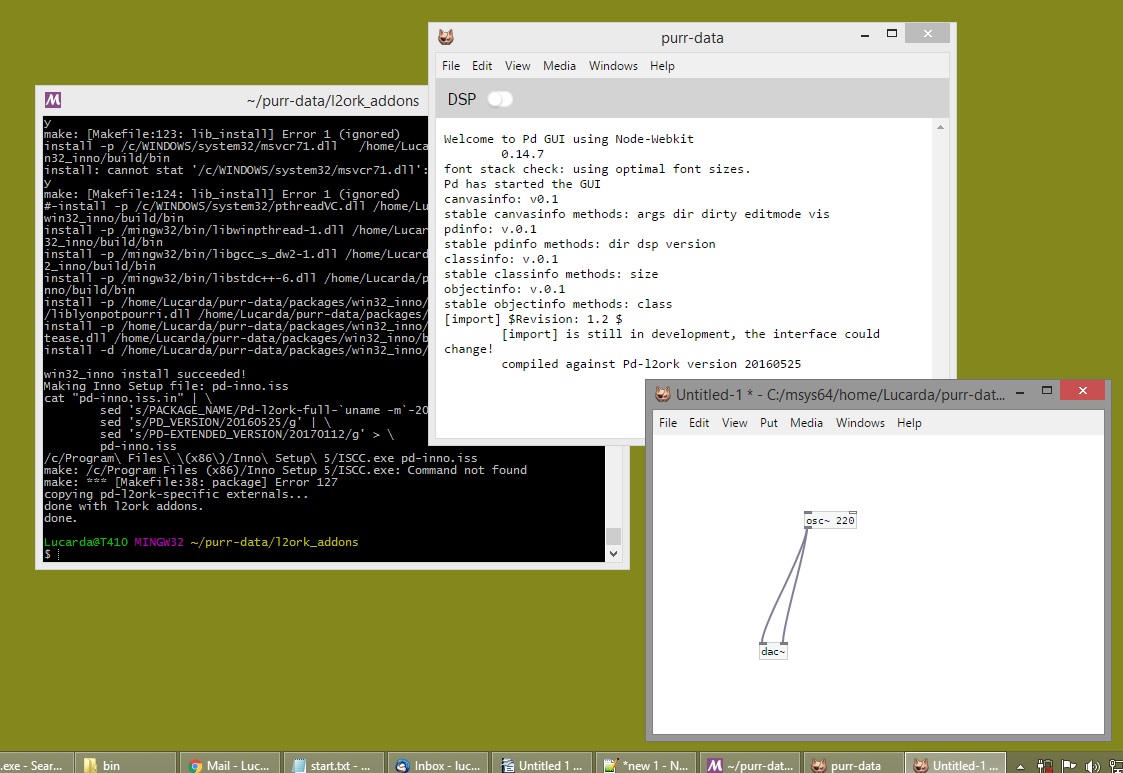 purr-data
File Edit View Media Windows Help
DSP
Welcome to Pd GUI using Node-Webkit
0.14.7
font stack check: using optimal font sizes.
Pd has started the GUI
canvasinfo: v0.1
stable canvasinfo methods: args dir dirty editmode vis
pdinfo: v.0.1
stable pdinfo methods: dir dsp version
classinfo: v.0.1
stable classinfo methods: size
objectinfo: v.0.1
stable objectinfo methods: class
[import] $Revision: 1.2 $
[import] is still in development, the interface could
change!
compiled against Pd-l2ork version 20160525
~/purr-data/l2ork_addons
y
make: [Makefile:123: lib_install] Error 1 (ignored)
install -p /c/WINDOWS/system32/msvcr71.dll /home/Luca
n32_inno/build/bin
install: cannot stat '/c/WINDOWS/system32/msvcr71.dll':
y
make: [Makefile:124: lib_install] Error 1 (ignored)
#-install -p /c/WINDOWS/system32/pthreadVC.dll /home/Lu
win32_inno/build/bin
install -p /mingw32/bin/libwinpthread-1.dll /home/Lucar
32_inno/build/bin
install -p /mingw32/bin/libgcc_s_dw2-1.dll /home/Lucard
2_inno/build/bin
install -p /mingw32/bin/libstdc++-6.dll /home/Lucarda/p
nno/build/bin
install -p /home/Lucarda/purr-data/packages/win32_inno/
/liblyonpotpourri.dll /home/Lucarda/purr-data/packages/
install -p /home/Lucarda/purr-data/packages/win32_inno/
tease.dll /home/Lucarda/purr-data/packages/win32_inno/b
install -d /home/Lucarda/purr-data/packages/win32_inno/
win32_inno install succeeded!
Making Inno Setup file: pd-inno.iss
cat "pd-inno.iss.in" | \
sed 's/PACKAGE_NAME/Pd-l2ork-full-`uname -m`-20
sed 's/PD_VERSION/20160525/g' | \
sed 's/PD-EXTENDED_VERSION/20170112/g' > \
pd-inno.iss
/c/Program\ Files\ \(x86\)/Inno\ Setup\ 5/ISCC.exe pd-inno.iss
make: /c/Program Files (x86)/Inno Setup 5/ISCC.exe: Command not found
make: *** [Makefile:38: package] Error 127
copying pd-l2ork-specific externals...
done with l2ork addons.
done.
Lucarda@T410 MINGW32 ~/purr-data/l2ork_addons
$
Untitled-1 * - C:/msys64/home/Lucarda/purr-dat...
File Edit View Put Media Windows Help
osc~ 220
dac~
.exe - Sear... bin Mail - Luc... start.txt - ... Inbox - luc... Untitled 1 ... *new 1 - N... ~/purr-dat... purr-data Untitled-1 ...